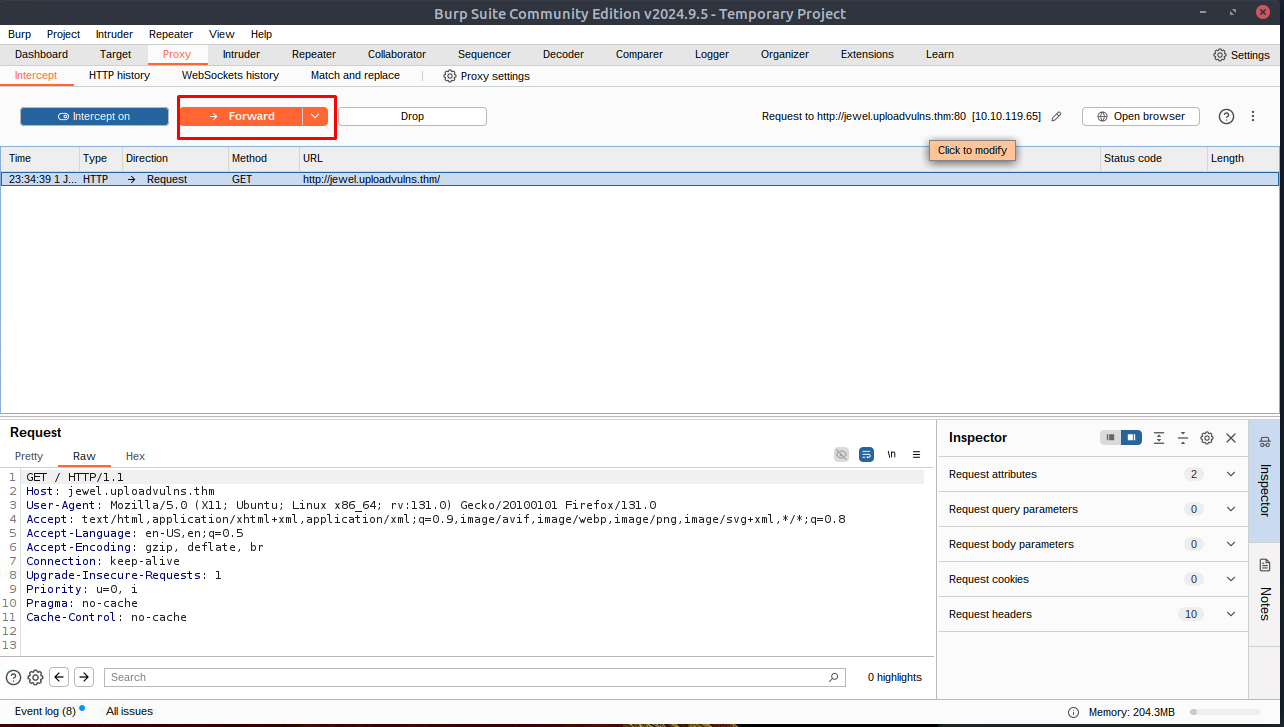 Burp Suite Community Edition v2024.9.5 - Temporary Project
Burp Project Intruder Repeater View Help
Dashboard Target Proxy Intruder Repeater Collaborator Sequencer Decoder Comparer Logger Organizer Extensions Learn Settings
Intercept HTTP history WebSockets history Match and replace Proxy settings
Intercept on Forward Drop Request to http://jewel.uploadvulns.thm:80 [10.10.119.65] Open browser
Click to modify
Time Type Direction Method URL Status code Length
23:34:39 1 J... HTTP → Request GET http://jewel.uploadvulns.thm/
Request
Pretty Raw Hex \n
1 GET / HTTP/1.1
2 Host: jewel.uploadvulns.thm
3 User-Agent: Mozilla/5.0 (X11; Ubuntu; Linux x86_64; rv:131.0) Gecko/20100101 Firefox/131.0
4 Accept: text/html,application/xhtml+xml,application/xml;q=0.9,image/avif,image/webp,image/png,image/svg+xml,*/*;q=0.8
5 Accept-Language: en-US,en;q=0.5
6 Accept-Encoding: gzip, deflate, br
7 Connection: keep-alive
8 Upgrade-Insecure-Requests: 1
9 Priority: u=0, i
10 Pragma: no-cache
11 Cache-Control: no-cache
12
13
Search 0 highlights
Inspector
Request attributes 2
Request query parameters 0
Request body parameters 0
Request cookies 0
Request headers 10
Inspector
Notes
Event log (8) All issues Memory: 204.3MB